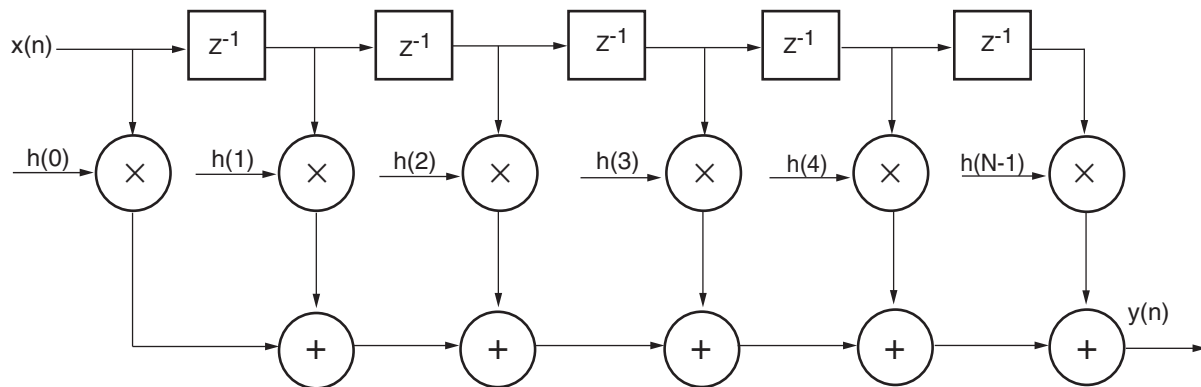 x(n) Z⁻¹ Z⁻¹ Z⁻¹ Z⁻¹ Z⁻¹
h(0) × h(1) × h(2) × h(3) × h(4) × h(N-1) ×
+ + + + + y(n)